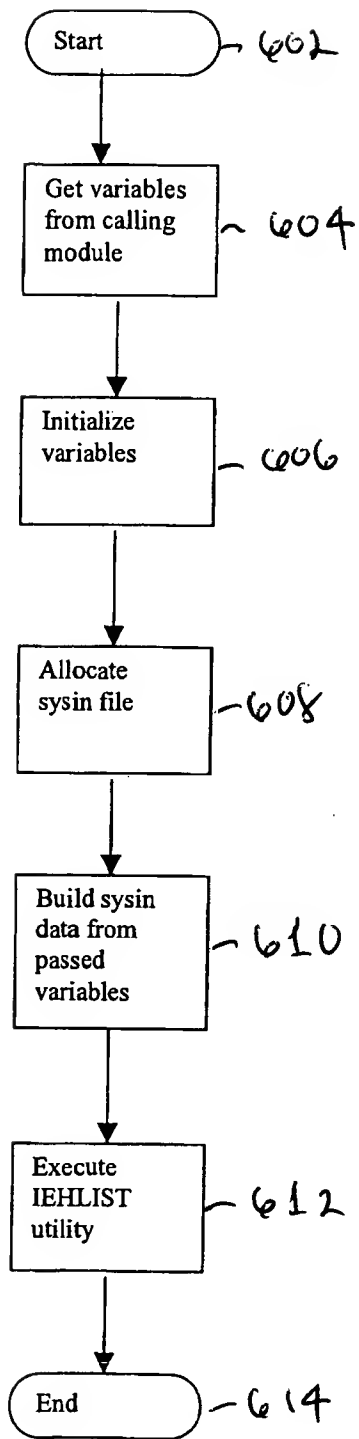 Start
602
Get variables
from calling
module
604
Initialize
variables
606
Allocate
sysin file
608
Build sysin
data from
passed
variables
610
Execute
IEHLIST
utility
612
End
614